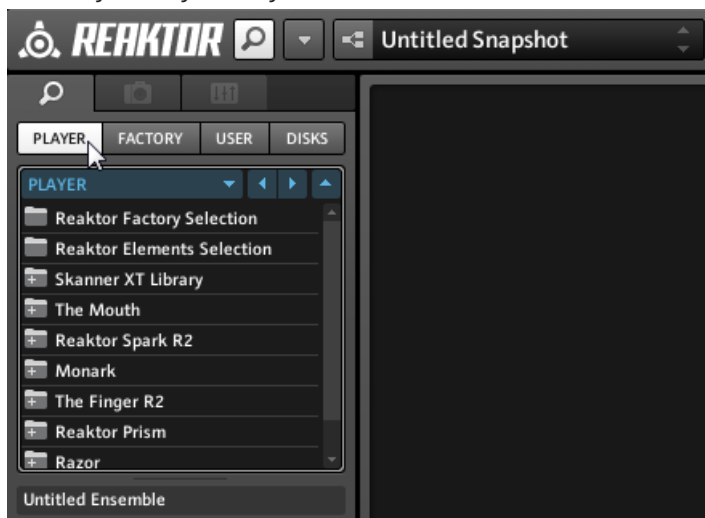 REAKTOR
Untitled Snapshot
PLAYER FACTORY USER DISKS
PLAYER
Reaktor Factory Selection
Reaktor Elements Selection
Skanner XT Library
The Mouth
Reaktor Spark R2
Monark
The Finger R2
Reaktor Prism
Razor
Untitled Ensemble